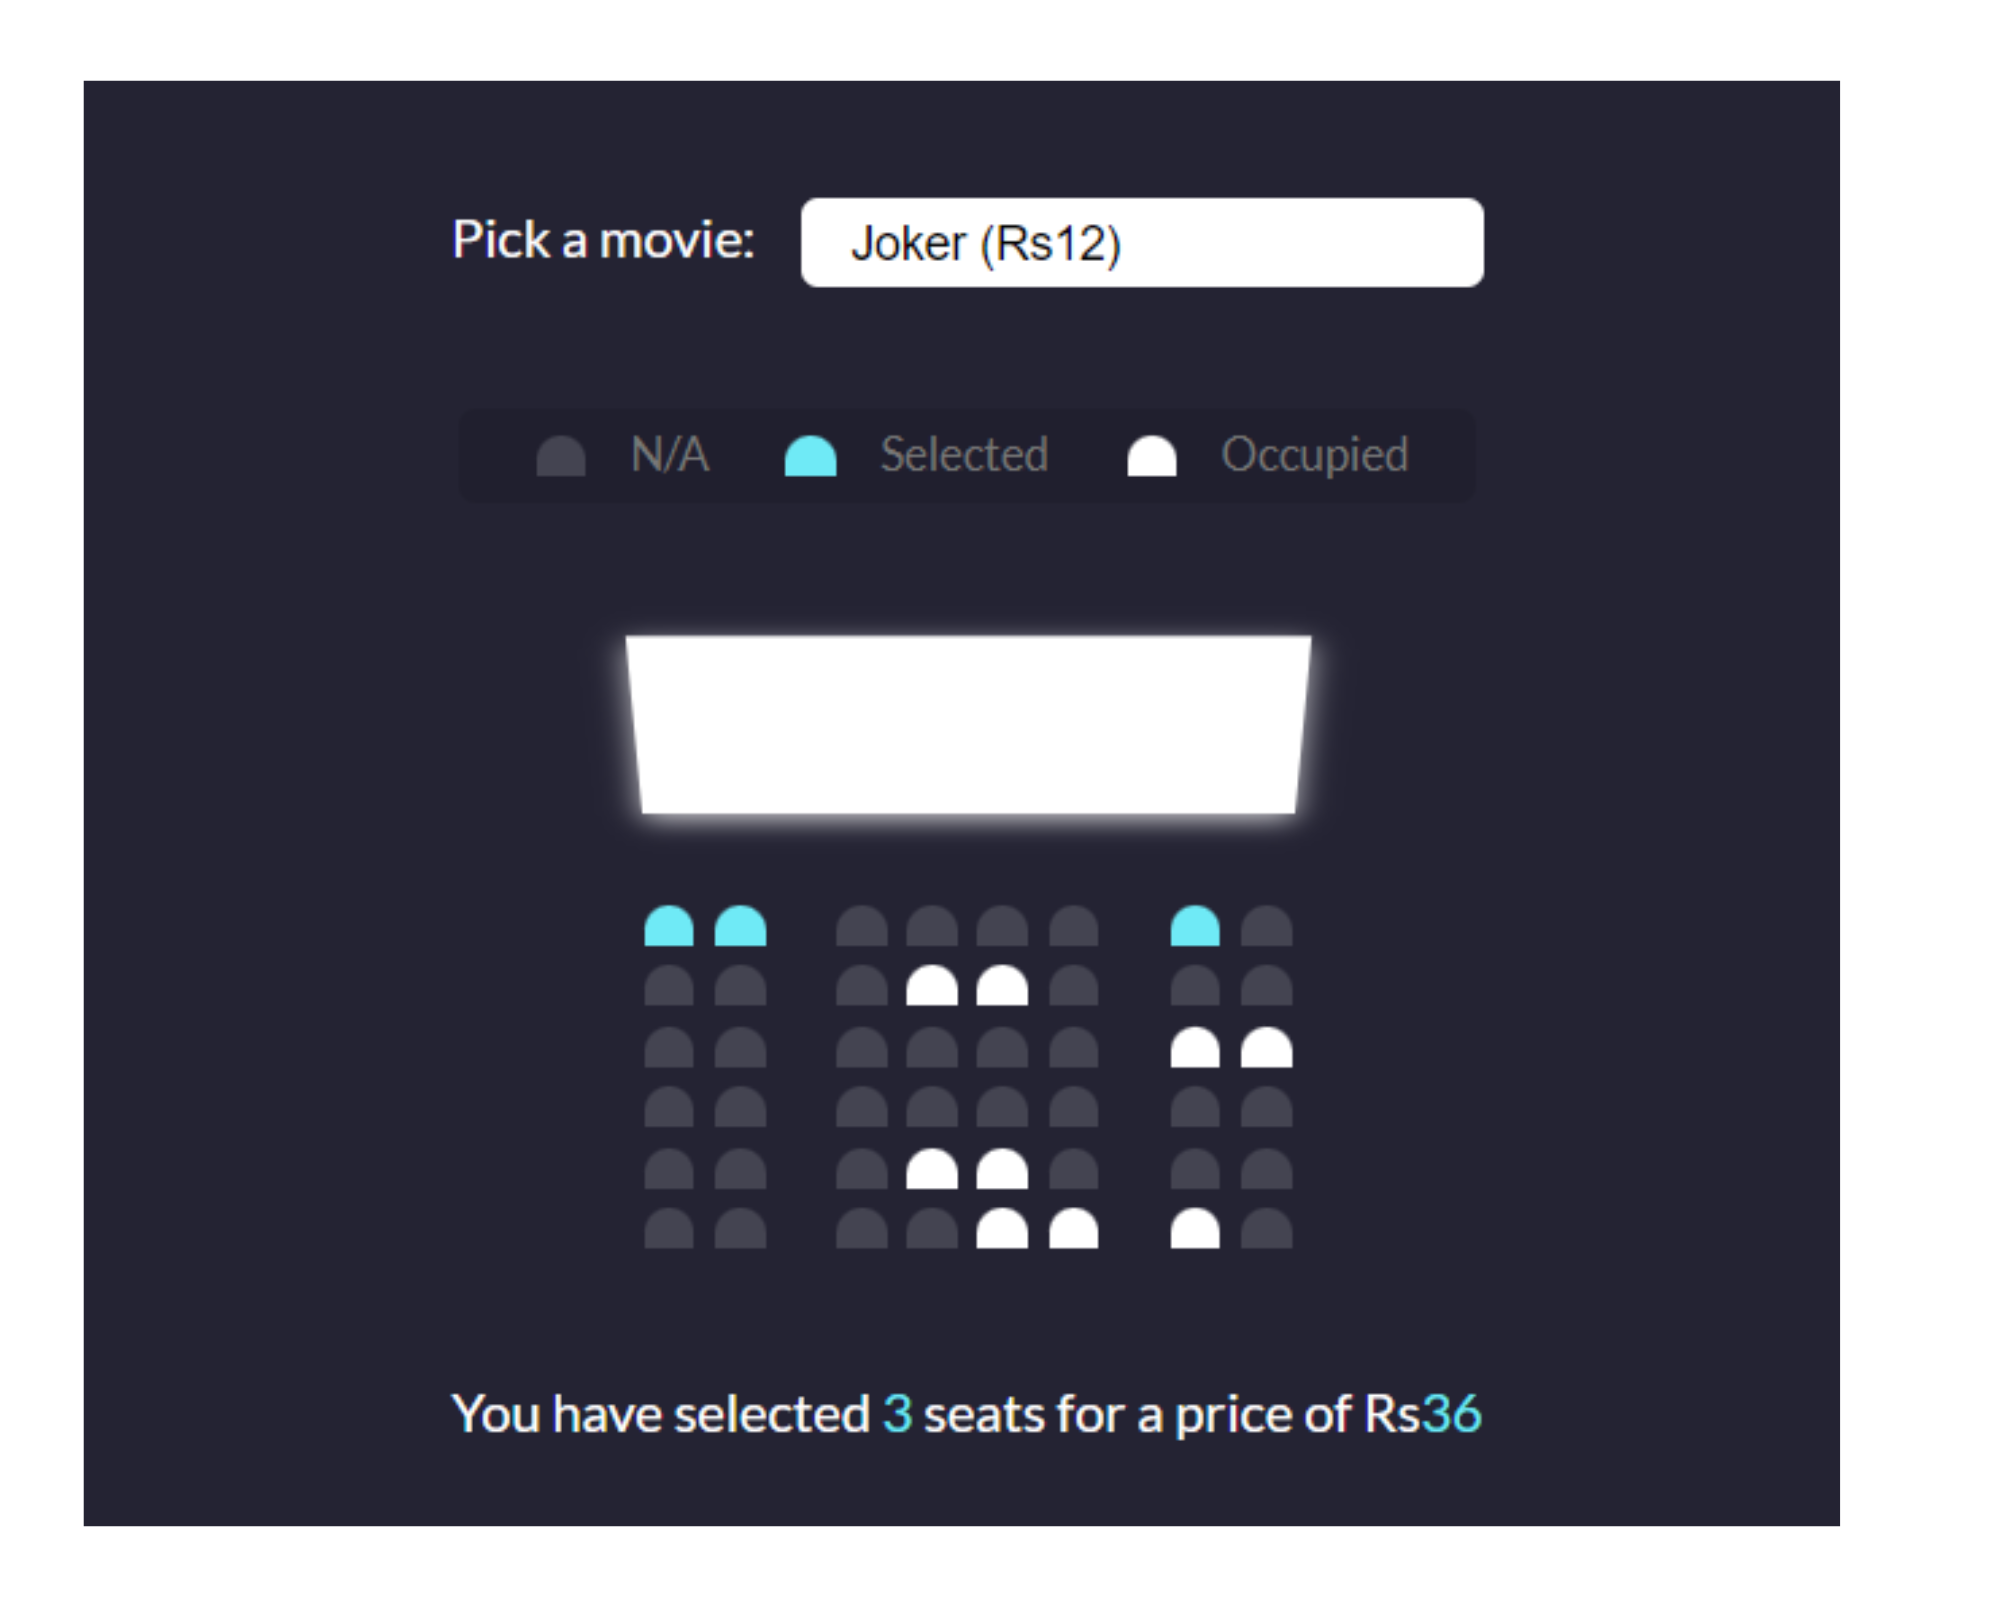 Pick a movie: Joker (Rs12)
N/A Selected Occupied
You have selected 3 seats for a price of Rs36